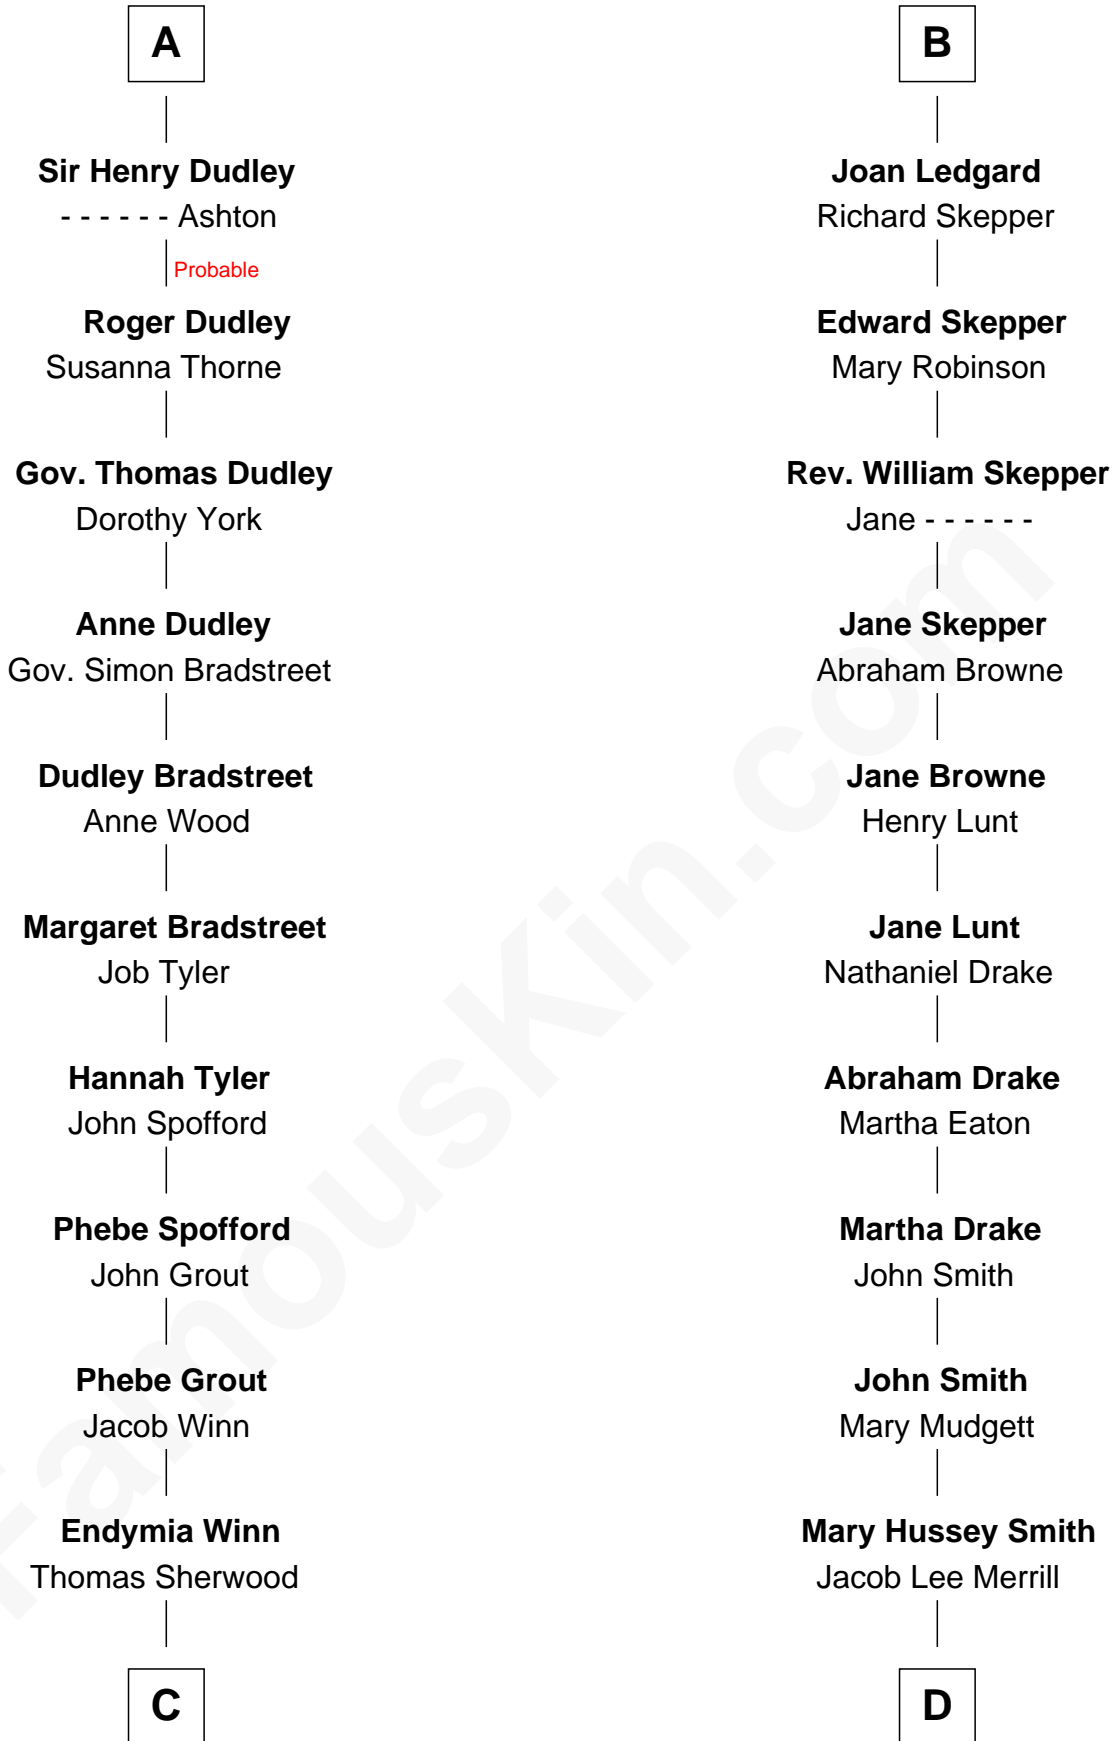 A
Sir Henry Dudley
- - - - - - Ashton
Probable
Roger Dudley
Susanna Thorne
Gov. Thomas Dudley
Dorothy York
Anne Dudley
Gov. Simon Bradstreet
Dudley Bradstreet
Anne Wood
Margaret Bradstreet
Job Tyler
Hannah Tyler
John Spofford
Phebe Spofford
John Grout
Phebe Grout
Jacob Winn
Endymia Winn
Thomas Sherwood
C
B
Joan Ledgard
Richard Skepper
Edward Skepper
Mary Robinson
Rev. William Skepper
Jane - - - - - -
Jane Skepper
Abraham Browne
Jane Browne
Henry Lunt
Jane Lunt
Nathaniel Drake
Abraham Drake
Martha Eaton
Martha Drake
John Smith
John Smith
Mary Mudgett
Mary Hussey Smith
Jacob Lee Merrill
D
FamousKin.com